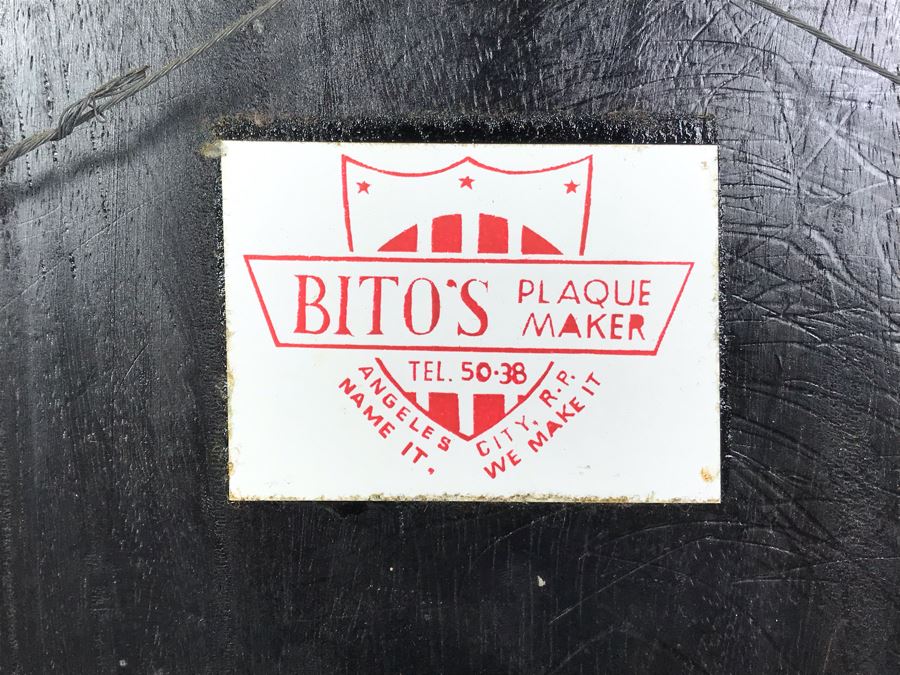 BITO'S PLAQUE
MAKER
TEL. 50·38
ANGELES CITY, R.P.
NAME IT, WE MAKE IT